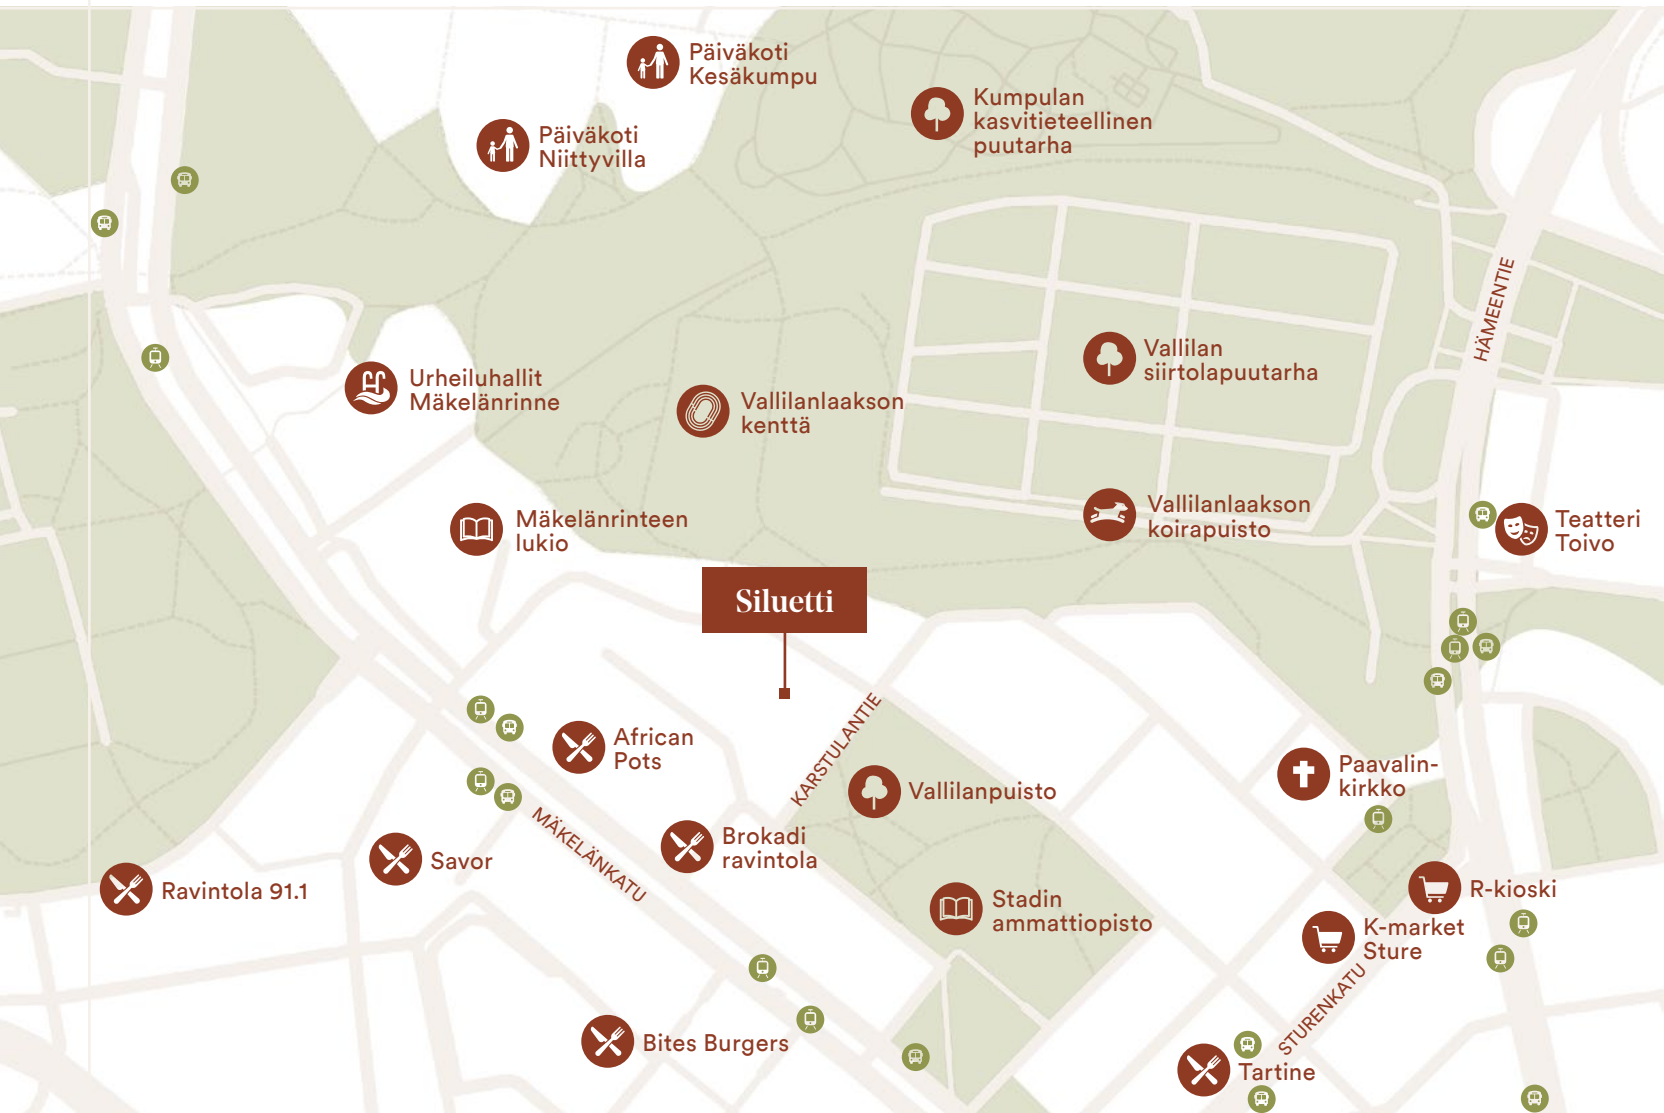 Päiväkoti
Kesäkumpu
Päiväkoti
Niittyvilla
Kumpulan
kasvitieteellinen
puutarha
HÄMEENTIE
Urheiluhallit
Mäkelänrinne
Vallilanlaakson
kenttä
Vallilan
siirtolapuutarha
Mäkelänrinteen
lukio
Vallilanlaakson
koirapuisto
Teatteri
Toivo
Siluetti
African
Pots
KARSTULANTIE
Vallilanpuisto
Paavalin-
kirkko
MÄKELÄNKATU
Brokadi
ravintola
Savor
Ravintola 91.1
Stadin
ammattiopisto
R-kioski
K-market
Sture
STURENKATU
Bites Burgers
Tartine